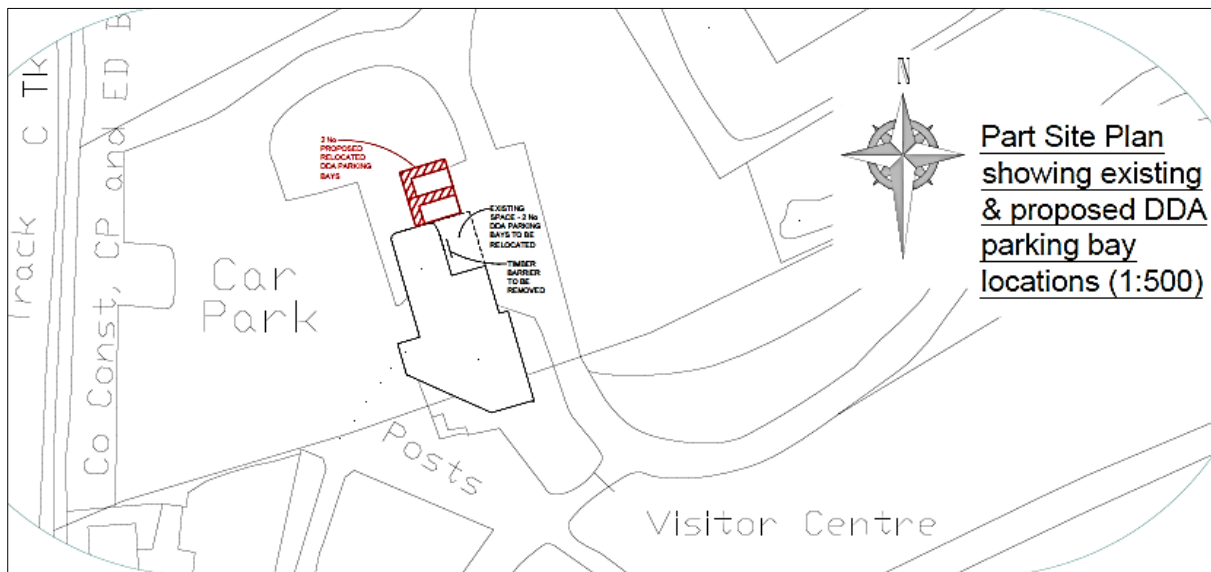 Track C Tk
Co Const, CP and ED B
2 No
PROPOSED
RELOCATED
DDA PARKING
BAYS
EXISTING
SPACE - 2 No
DDA PARKING
BAYS TO BE
RELOCATED
TIMBER
BARRIER
TO BE
REMOVED
Car
Park
Posts
Visitor Centre
N
Part Site Plan
showing existing
& proposed DDA
parking bay
locations (1:500)